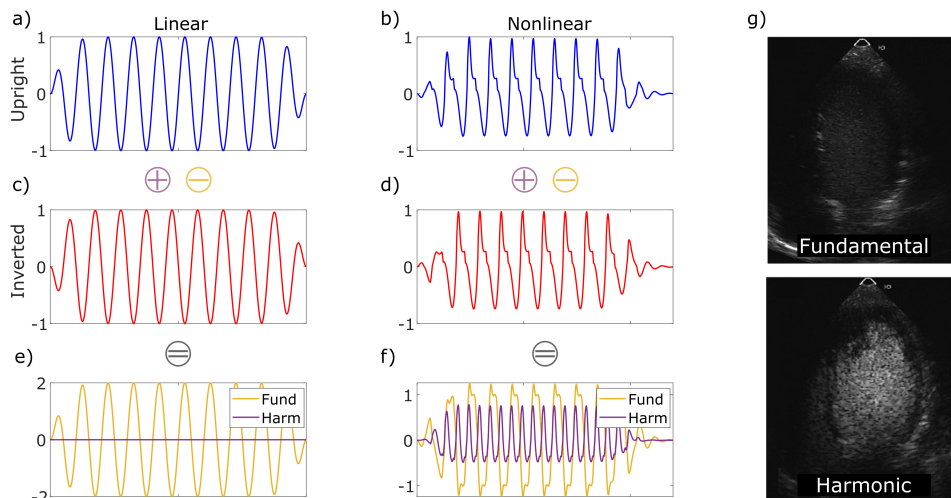 a)
Linear
b)
Nonlinear
g)
Upright
1
0
-1
1
0
-1
c)
d)
Inverted
1
0
-1
1
0
-1
e)
f)
2
0
-2
Fund
Harm
1
0
-1
Fund
Harm
Fundamental
Harmonic